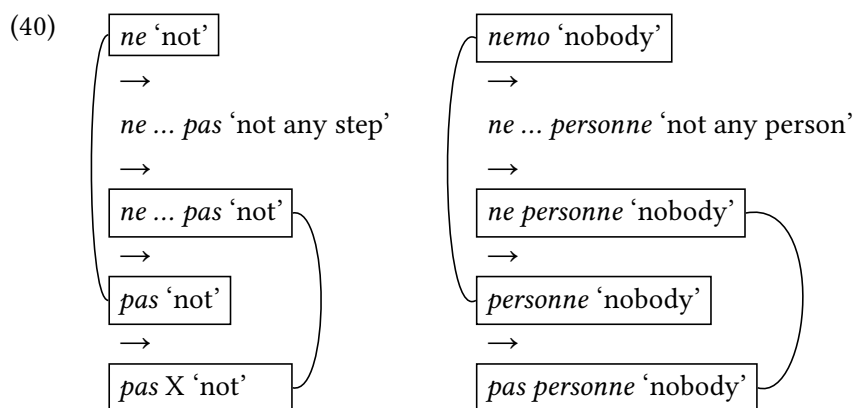 (40)
ne ‘not’
→
ne … pas ‘not any step’
→
ne … pas ‘not’
→
pas ‘not’
→
pas X ‘not’
nemo ‘nobody’
→
ne … personne ‘not any person’
→
ne personne ‘nobody’
→
personne ‘nobody’
→
pas personne ‘nobody’